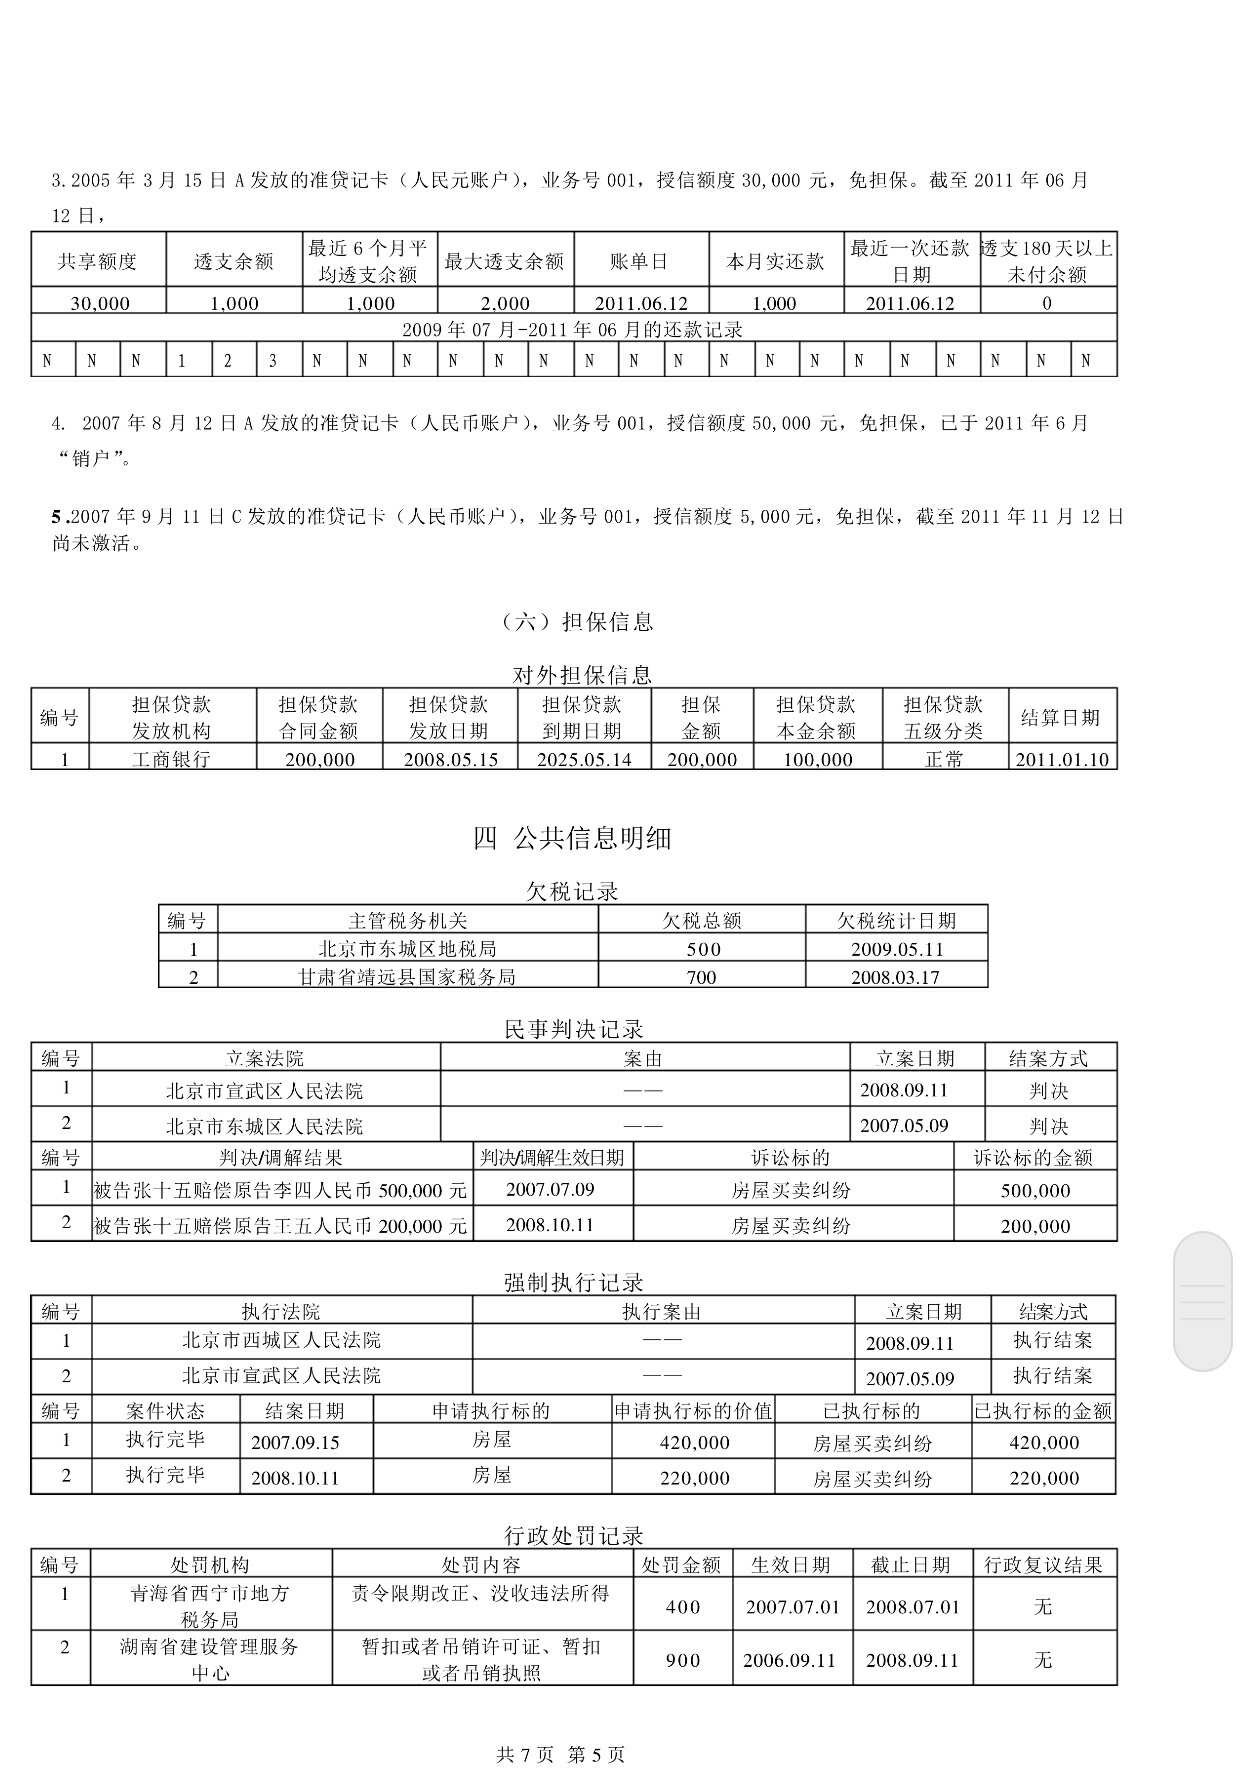 3.2005 年 3 月 15 日 A 发放的准贷记卡（人民元账户），业务号 001，授信额度 30,000 元，免担保。截至 2011 年 06 月
12 日，
共享额度 透支余额 最近 6 个月平均透支余额 最大透支余额 账单日 本月实还款 最近一次还款日期 透支180天以上未付余额
30,000 1,000 1,000 2,000 2011.06.12 1,000 2011.06.12 0
2009 年 07 月-2011 年 06 月的还款记录
N N N 1 2 3 N N N N N N N N N N N N N N N N N N
4. 2007 年 8 月 12 日 A 发放的准贷记卡（人民币账户），业务号 001，授信额度 50,000 元，免担保，已于 2011 年 6 月
“销户”。
5 .2007 年 9 月 11 日 C 发放的准贷记卡（人民币账户），业务号 001，授信额度 5,000 元，免担保，截至 2011 年 11 月 12 日
尚未激活。
（六）担保信息
对外担保信息
编号 担保贷款发放机构 担保贷款合同金额 担保贷款发放日期 担保贷款到期日期 担保金额 担保贷款本金余额 担保贷款五级分类 结算日期
1 工商银行 200,000 2008.05.15 2025.05.14 200,000 100,000 正常 2011.01.10
四 公共信息明细
欠税记录
编号 主管税务机关 欠税总额 欠税统计日期
1 北京市东城区地税局 500 2009.05.11
2 甘肃省靖远县国家税务局 700 2008.03.17
民事判决记录
编号 立案法院 案由 立案日期 结案方式
1 北京市宣武区人民法院 —— 2008.09.11 判决
2 北京市东城区人民法院 —— 2007.05.09 判决
编号 判决/调解结果 判决/调解生效日期 诉讼标的 诉讼标的金额
1 被告张十五赔偿原告李四人民币 500,000 元 2007.07.09 房屋买卖纠纷 500,000
2 被告张十五赔偿原告王五人民币 200,000 元 2008.10.11 房屋买卖纠纷 200,000
强制执行记录
编号 执行法院 执行案由 立案日期 结案方式
1 北京市西城区人民法院 —— 2008.09.11 执行结案
2 北京市宣武区人民法院 —— 2007.05.09 执行结案
编号 案件状态 结案日期 申请执行标的 申请执行标的价值 已执行标的 已执行标的金额
1 执行完毕 2007.09.15 房屋 420,000 房屋买卖纠纷 420,000
2 执行完毕 2008.10.11 房屋 220,000 房屋买卖纠纷 220,000
行政处罚记录
编号 处罚机构 处罚内容 处罚金额 生效日期 截止日期 行政复议结果
1 青海省西宁市地方税务局 责令限期改正、没收违法所得 400 2007.07.01 2008.07.01 无
2 湖南省建设管理服务中心 暂扣或者吊销许可证、暂扣或者吊销执照 900 2006.09.11 2008.09.11 无
共 7 页 第 5 页